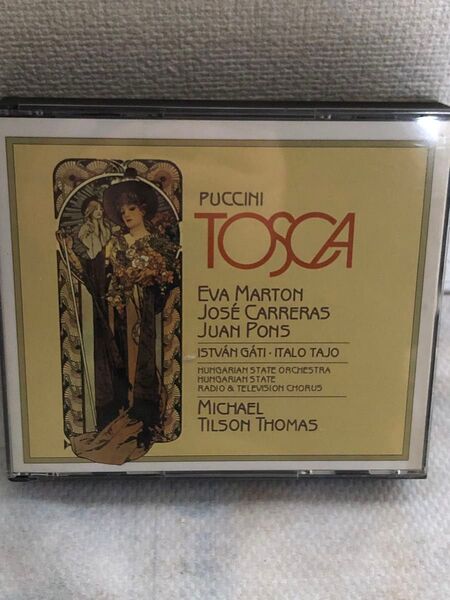 PUCCINI
TOSCA
EVA MARTON
JOSÉ CARRERAS
JUAN PONS
ISTVÁN GÁTI · ITALO TAJO
HUNGARIAN STATE ORCHESTRA
HUNGARIAN STATE
RADIO & TELEVISION CHORUS
MICHAEL
TILSON THOMAS